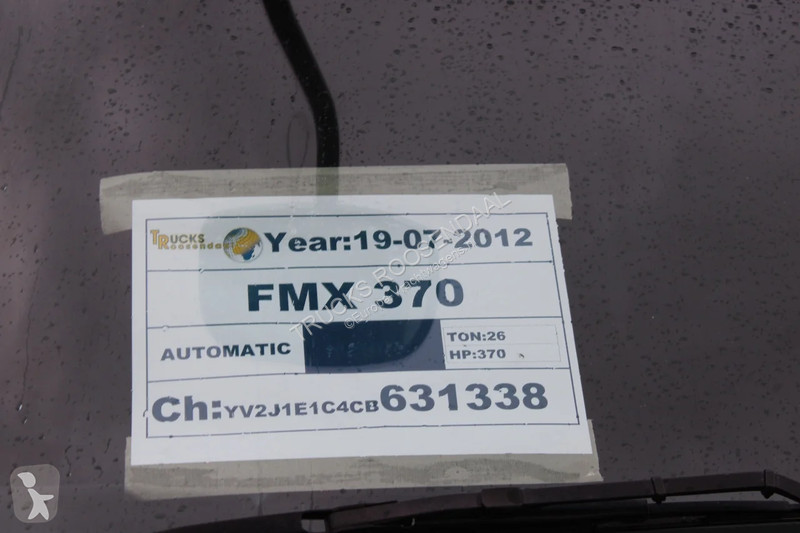 TRUCKS
Roosendaal
Year:19-07-2012
FMX 370
AUTOMATIC
TON:26
HP:370
Ch:YV2J1E1C4CB631338
TRUCKS ROOSENDAAL